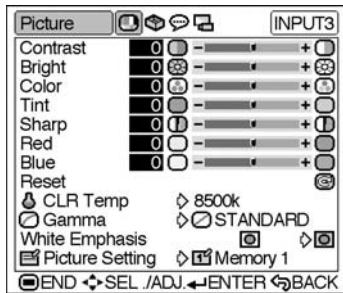 Picture INPUT3
Contrast 0 - +
Bright 0 - +
Color 0 - +
Tint 0 - +
Sharp 0 - +
Red 0 - +
Blue 0 - +
Reset
CLR Temp 8500k
Gamma STANDARD
White Emphasis
Picture Setting 1 Memory 1
END SEL./ADJ. ENTER BACK